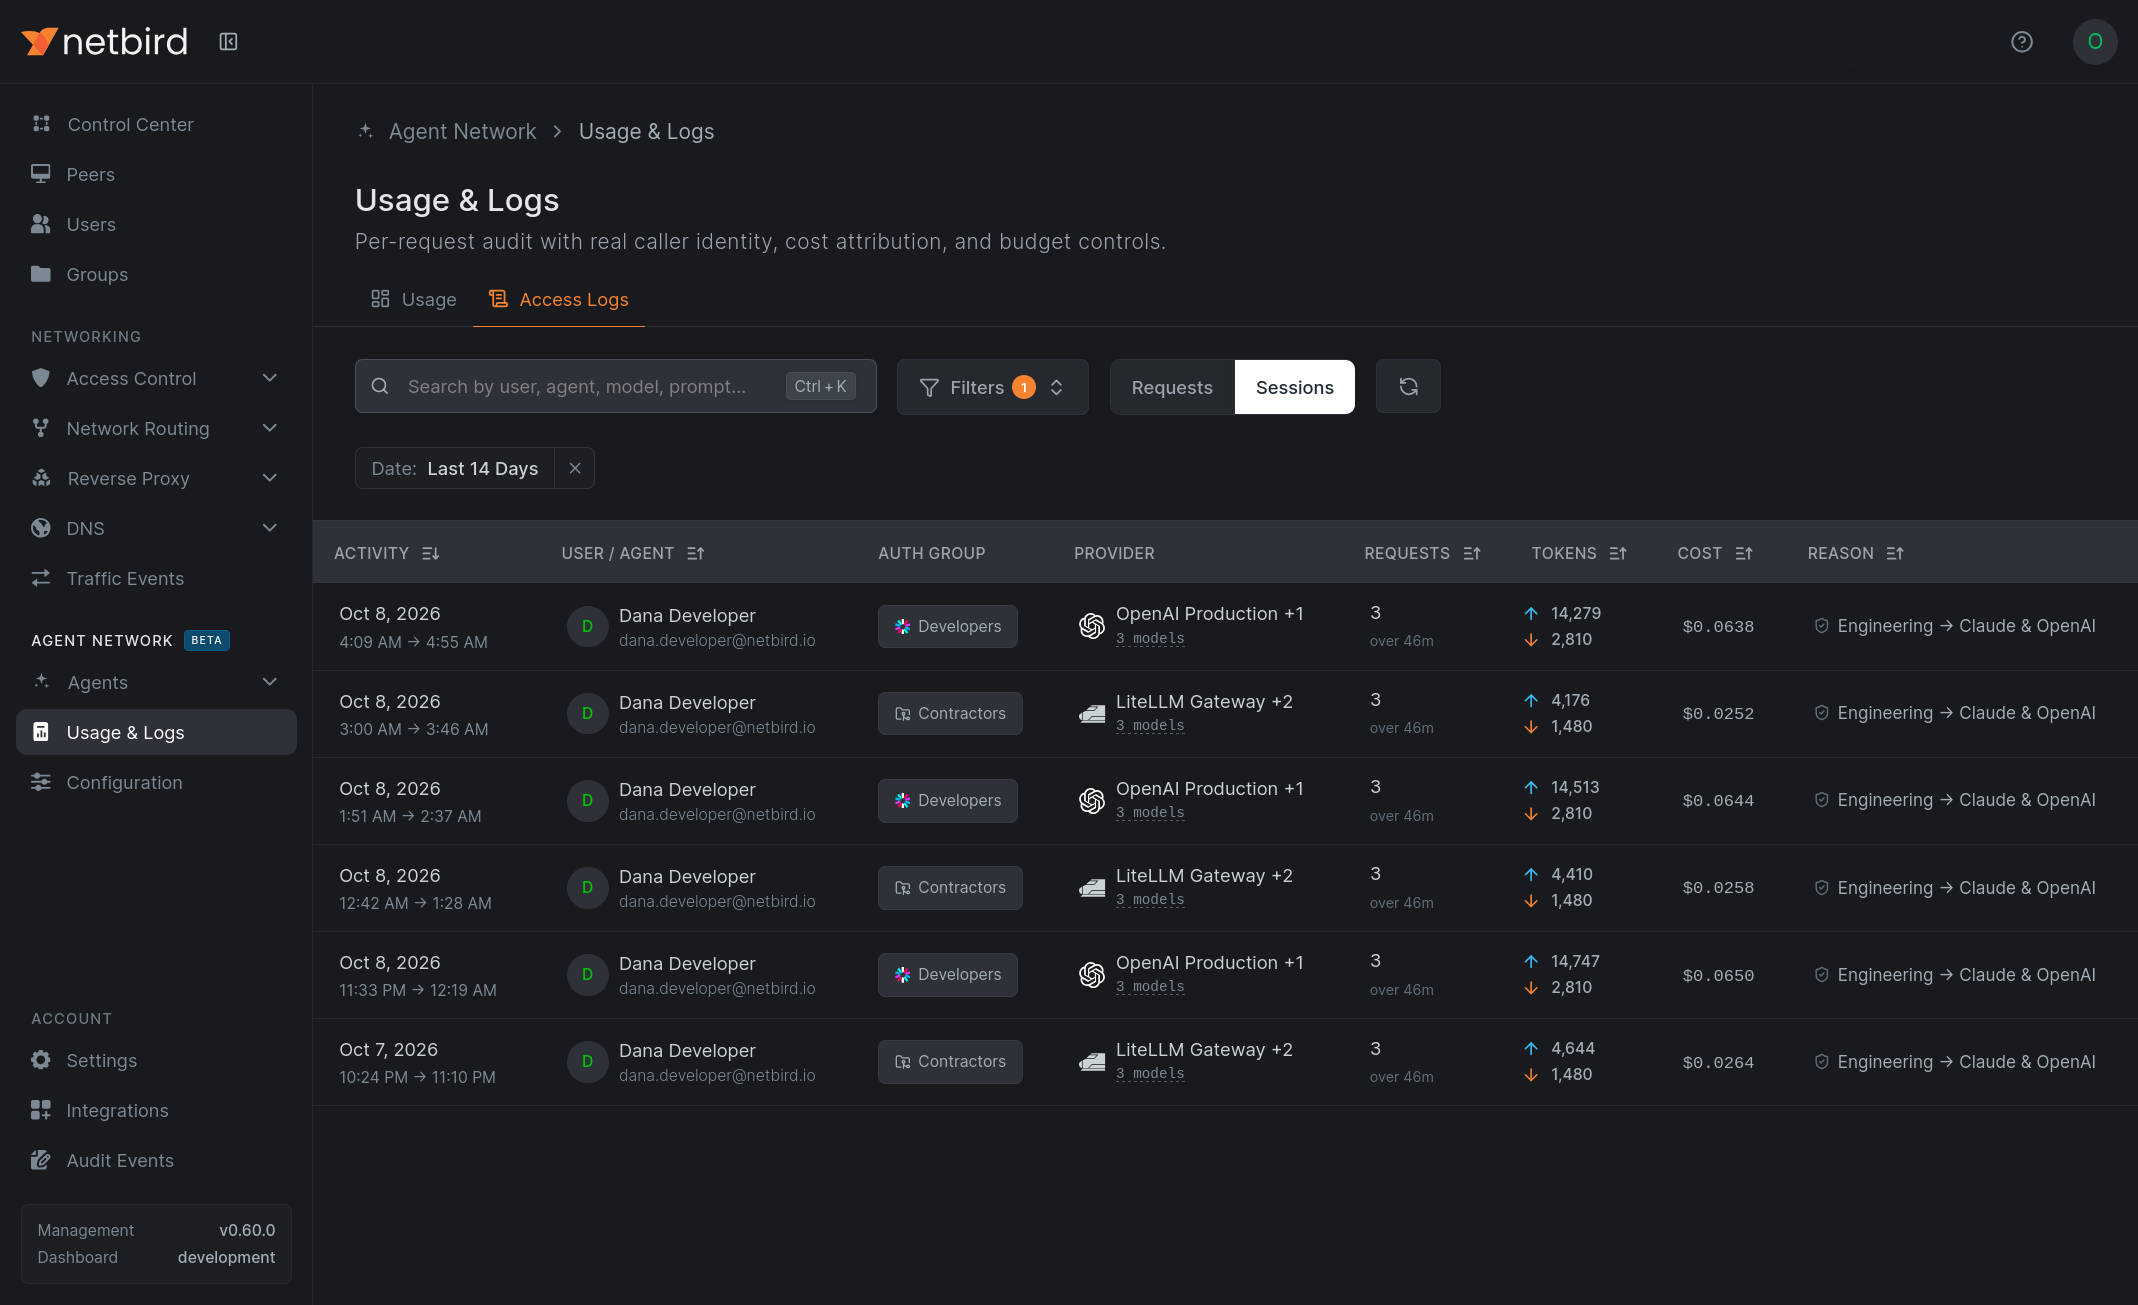 netbird
O
Control Center
Peers
Users
Groups
NETWORKING
Access Control
Network Routing
Reverse Proxy
DNS
Traffic Events
AGENT NETWORK BETA
Agents
Usage & Logs
Configuration
ACCOUNT
Settings
Integrations
Audit Events
Management v0.60.0
Dashboard development
Agent Network > Usage & Logs
Usage & Logs
Per-request audit with real caller identity, cost attribution, and budget controls.
Usage Access Logs
Search by user, agent, model, prompt... Ctrl + K Filters 1 Requests Sessions
Date: Last 14 Days
ACTIVITY USER / AGENT AUTH GROUP PROVIDER REQUESTS TOKENS COST REASON
Oct 8, 2026 Dana Developer OpenAI Production +1 3 ↑ 14,279
D Developers $0.0638 Engineering → Claude & OpenAI
4:09 AM → 4:55 AM dana.developer@netbird.io 3 models over 46m ↓ 2,810
Oct 8, 2026 Dana Developer LiteLLM Gateway +2 3 ↑ 4,176
D Contractors $0.0252 Engineering → Claude & OpenAI
3:00 AM → 3:46 AM dana.developer@netbird.io 3 models over 46m ↓ 1,480
Oct 8, 2026 Dana Developer OpenAI Production +1 3 ↑ 14,513
D Developers $0.0644 Engineering → Claude & OpenAI
1:51 AM → 2:37 AM dana.developer@netbird.io 3 models over 46m ↓ 2,810
Oct 8, 2026 Dana Developer LiteLLM Gateway +2 3 ↑ 4,410
D Contractors $0.0258 Engineering → Claude & OpenAI
12:42 AM → 1:28 AM dana.developer@netbird.io 3 models over 46m ↓ 1,480
Oct 8, 2026 Dana Developer OpenAI Production +1 3 ↑ 14,747
D Developers $0.0650 Engineering → Claude & OpenAI
11:33 PM → 12:19 AM dana.developer@netbird.io 3 models over 46m ↓ 2,810
Oct 7, 2026 Dana Developer LiteLLM Gateway +2 3 ↑ 4,644
D Contractors $0.0264 Engineering → Claude & OpenAI
10:24 PM → 11:10 PM dana.developer@netbird.io 3 models over 46m ↓ 1,480